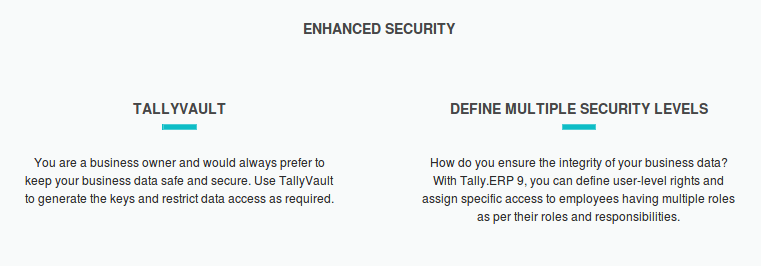 ENHANCED SECURITY
TALLYVAULT
You are a business owner and would always prefer to
keep your business data safe and secure. Use TallyVault
to generate the keys and restrict data access as required.
DEFINE MULTIPLE SECURITY LEVELS
How do you ensure the integrity of your business data?
With Tally.ERP 9, you can define user-level rights and
assign specific access to employees having multiple roles
as per their roles and responsibilities.